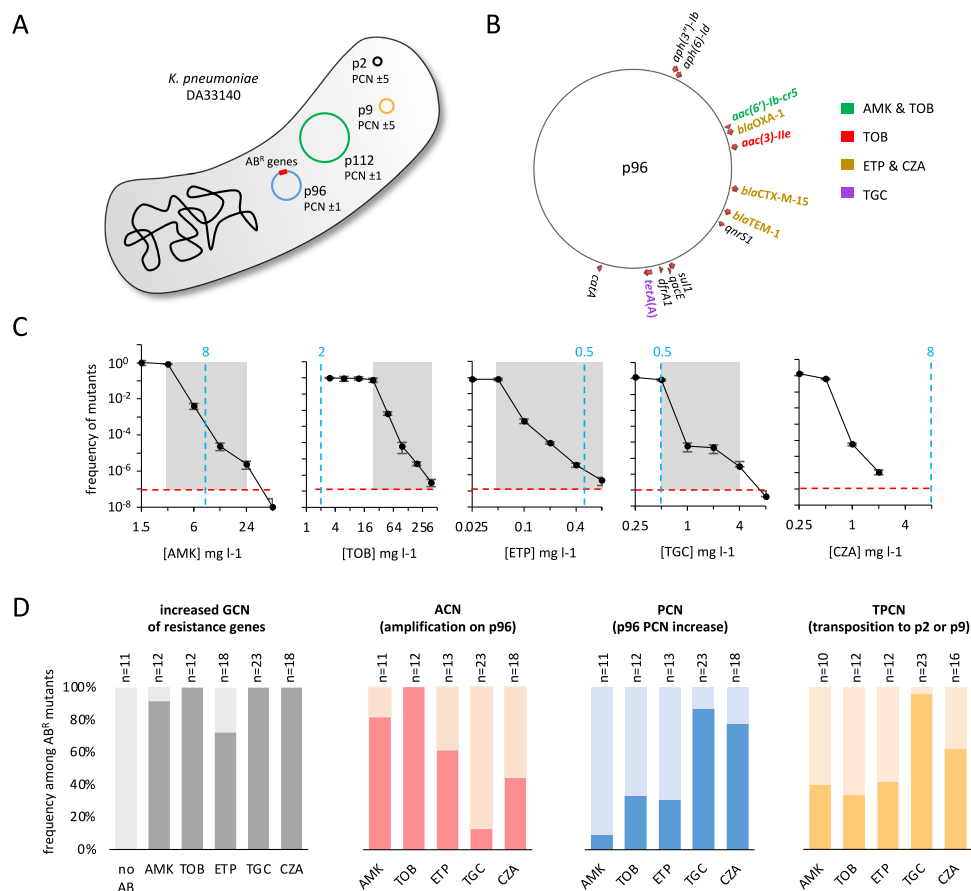 A
K. pneumoniae
DA33140
p2
PCN ±5
p9
PCN ±5
p112
PCN ±1
ABR genes
p96
PCN ±1
B
p96
aph(3”)-Ib
aph(6)-Id
aac(6’)-Ib-cr5
blaOXA-1
aac(3)-IIe
blaCTX-M-15
blaTEM-1
qnrS1
sul1
qacE
dfrA1
tetA(A)
catA
AMK & TOB
TOB
ETP & CZA
TGC
C
frequency of mutants
10^0
10^-2
10^-4
10^-6
10^-8
8
1.5 6 24
[AMK] mg l-1
2
1 4 16 64 256
[TOB] mg l-1
0.5
0.025 0.1 0.4
[ETP] mg l-1
0.5
0.25 1 4
[TGC] mg l-1
8
0.25 1 4
[CZA] mg l-1
D
frequency among ABR mutants
100%
80%
60%
40%
20%
0%
increased GCN
of resistance genes
n=11 n=12 n=12 n=18 n=23 n=18
no AB AMK TOB ETP TGC CZA
ACN
(amplification on p96)
n=11 n=12 n=13 n=23 n=18
AMK TOB ETP TGC CZA
PCN
(p96 PCN increase)
n=11 n=12 n=13 n=23 n=18
AMK TOB ETP TGC CZA
TPCN
(transposition to p2 or p9)
n=10 n=12 n=12 n=23 n=16
AMK TOB ETP TGC CZA